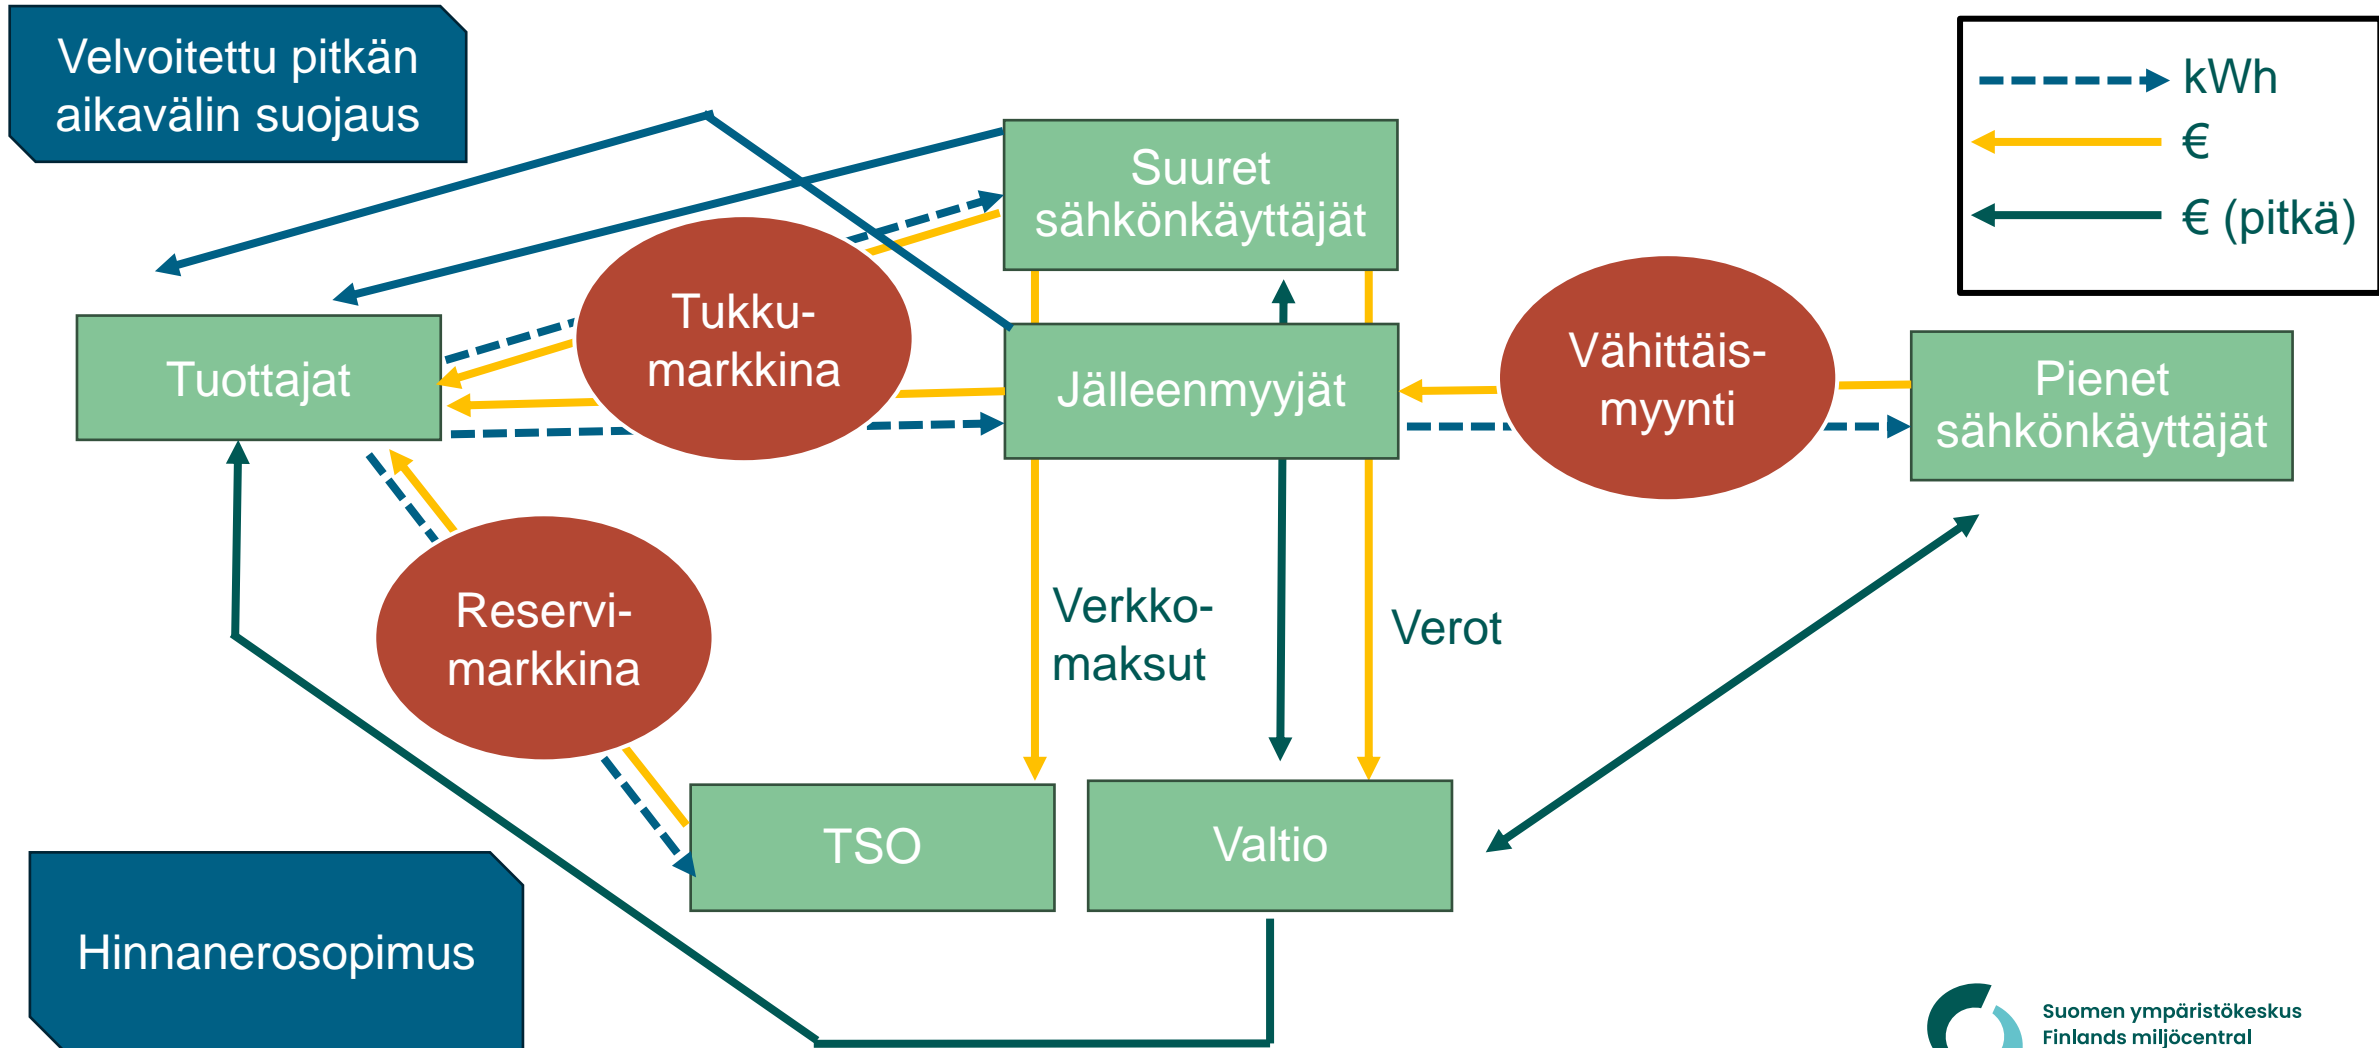 Velvoitettu pitkän
aikavälin suojaus
kWh
€
€ (pitkä)
Suuret
sähkönkäyttäjät
Tukku-
markkina
Tuottajat
Jälleenmyyjät
Vähittäis-
myynti
Pienet
sähkönkäyttäjät
Reservi-
markkina
Verkko-
maksut
Verot
TSO
Valtio
Hinnanerosopimus
Suomen ympäristökeskus
Finlands miljöcentral